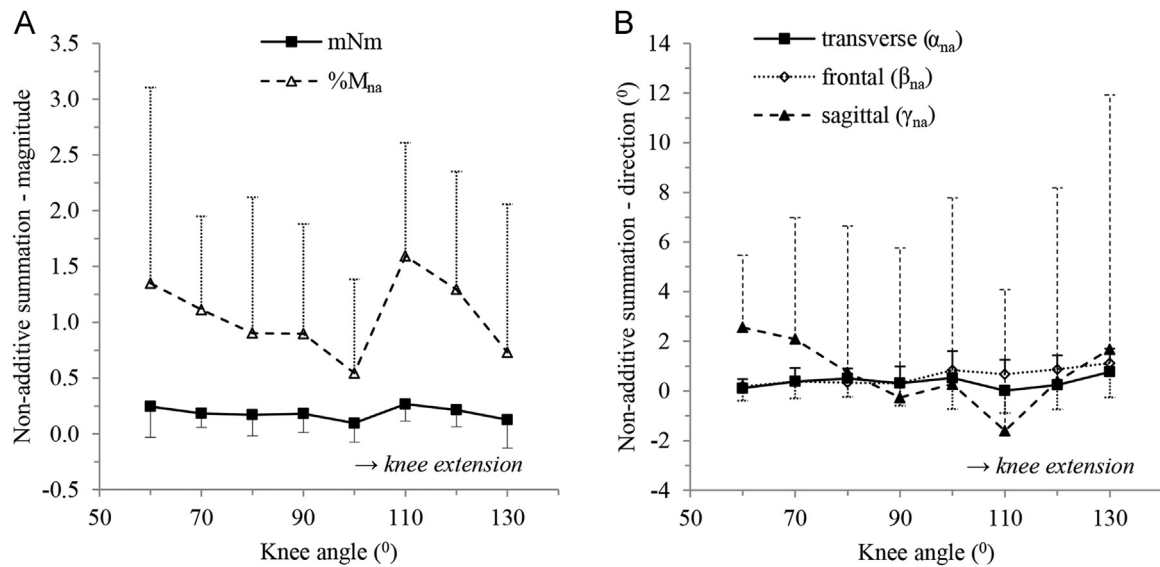 A
Non-additive summation - magnitude
3.5
3.0
2.5
2.0
1.5
1.0
0.5
0.0
-0.5
mNm
%Mna
→ knee extension
50
70
90
110
130
Knee angle (⁰)
B
Non-additive summation - direction (⁰)
14
12
10
8
6
4
2
0
-2
-4
transverse (αna)
frontal (βna)
sagittal (γna)
→ knee extension
50
70
90
110
130
Knee angle (⁰)